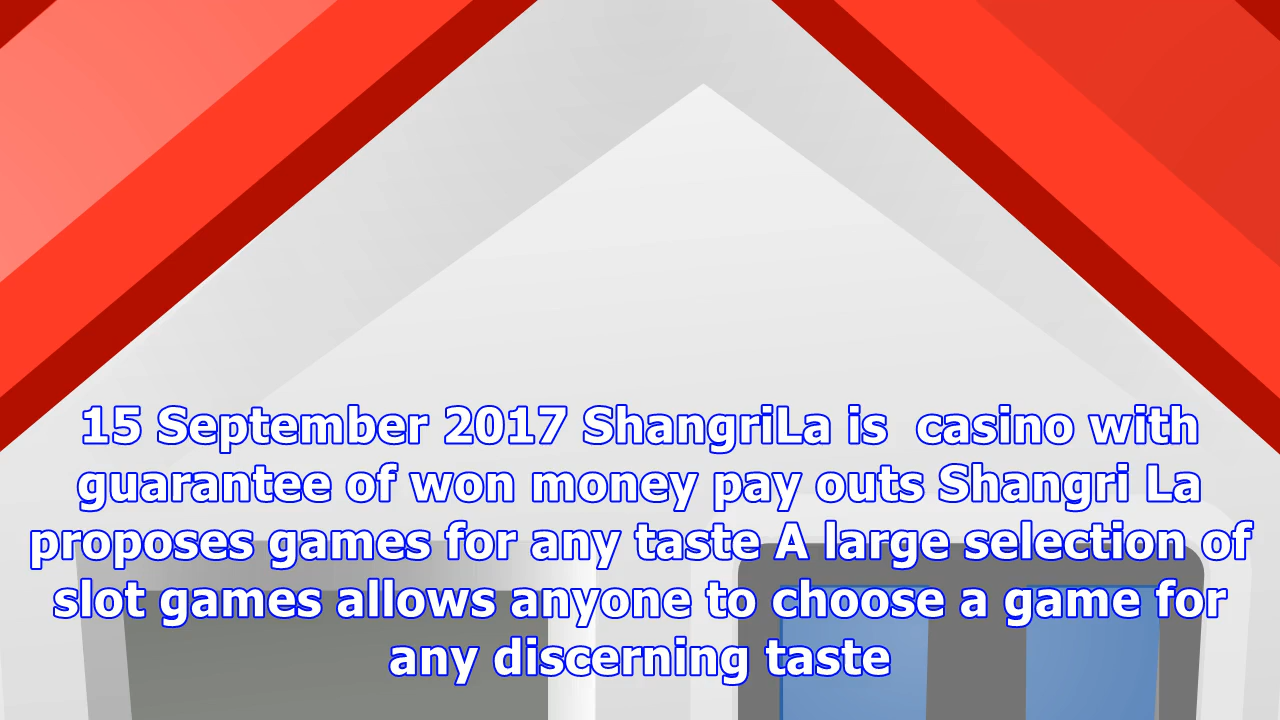 15 September 2017 ShangriLa is  casino with
guarantee of won money pay outs Shangri La
proposes games for any taste A large selection of
slot games allows anyone to choose a game for
any discerning taste